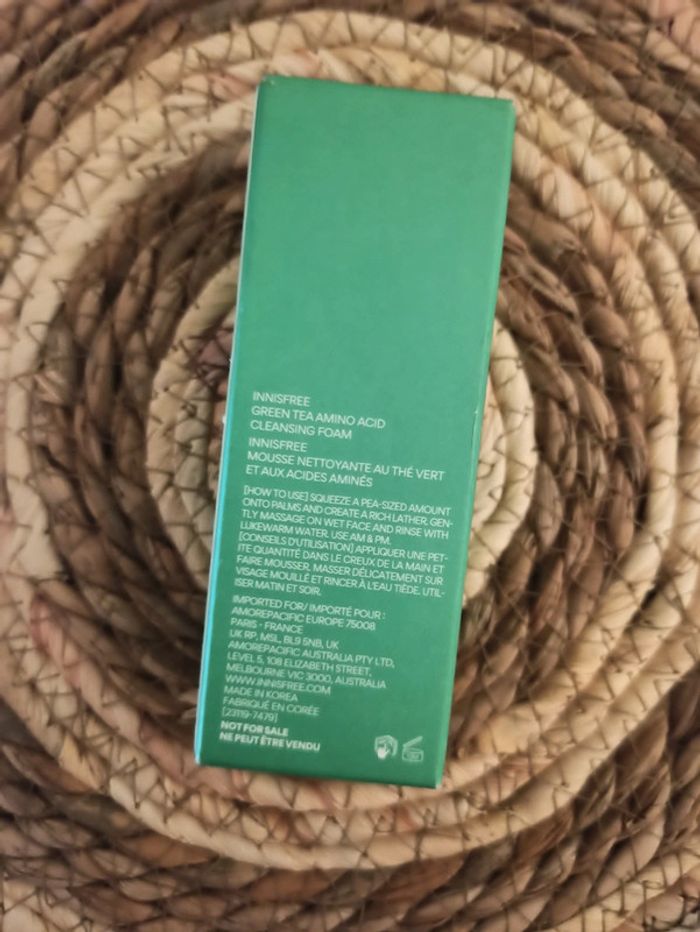 INNISFREE
GREEN TEA AMINO ACID
CLEANSING FOAM
INNISFREE
MOUSSE NETTOYANTE AU THÉ VERT
ET AUX ACIDES AMINÉS
[HOW TO USE] SQUEEZE A PEA-SIZED AMOUNT
ONTO PALMS AND CREATE A RICH LATHER. GEN-
TLY MASSAGE ON WET FACE AND RINSE WITH
LUKEWARM WATER. USE AM & PM.
[CONSEILS D'UTILISATION] APPLIQUER UNE PET-
ITE QUANTITÉ DANS LE CREUX DE LA MAIN ET
FAIRE MOUSSER. MASSER DÉLICATEMENT SUR
VISAGE MOUILLÉ ET RINCER À L'EAU TIÈDE. UTIL-
ISER MATIN ET SOIR.
IMPORTED FOR/ IMPORTÉ POUR :
AMOREPACIFIC EUROPE 75008
PARIS - FRANCE
UK RP, MSL, BL9 5NB, UK
AMOREPACIFIC AUSTRALIA PTY LTD,
LEVEL 5, 108 ELIZABETH STREET,
MELBOURNE VIC 3000, AUSTRALIA
WWW.INNISFREE.COM
MADE IN KOREA
FABRIQUÉ EN CORÉE
[23119-7479]
NOT FOR SALE
NE PEUT ÊTRE VENDU